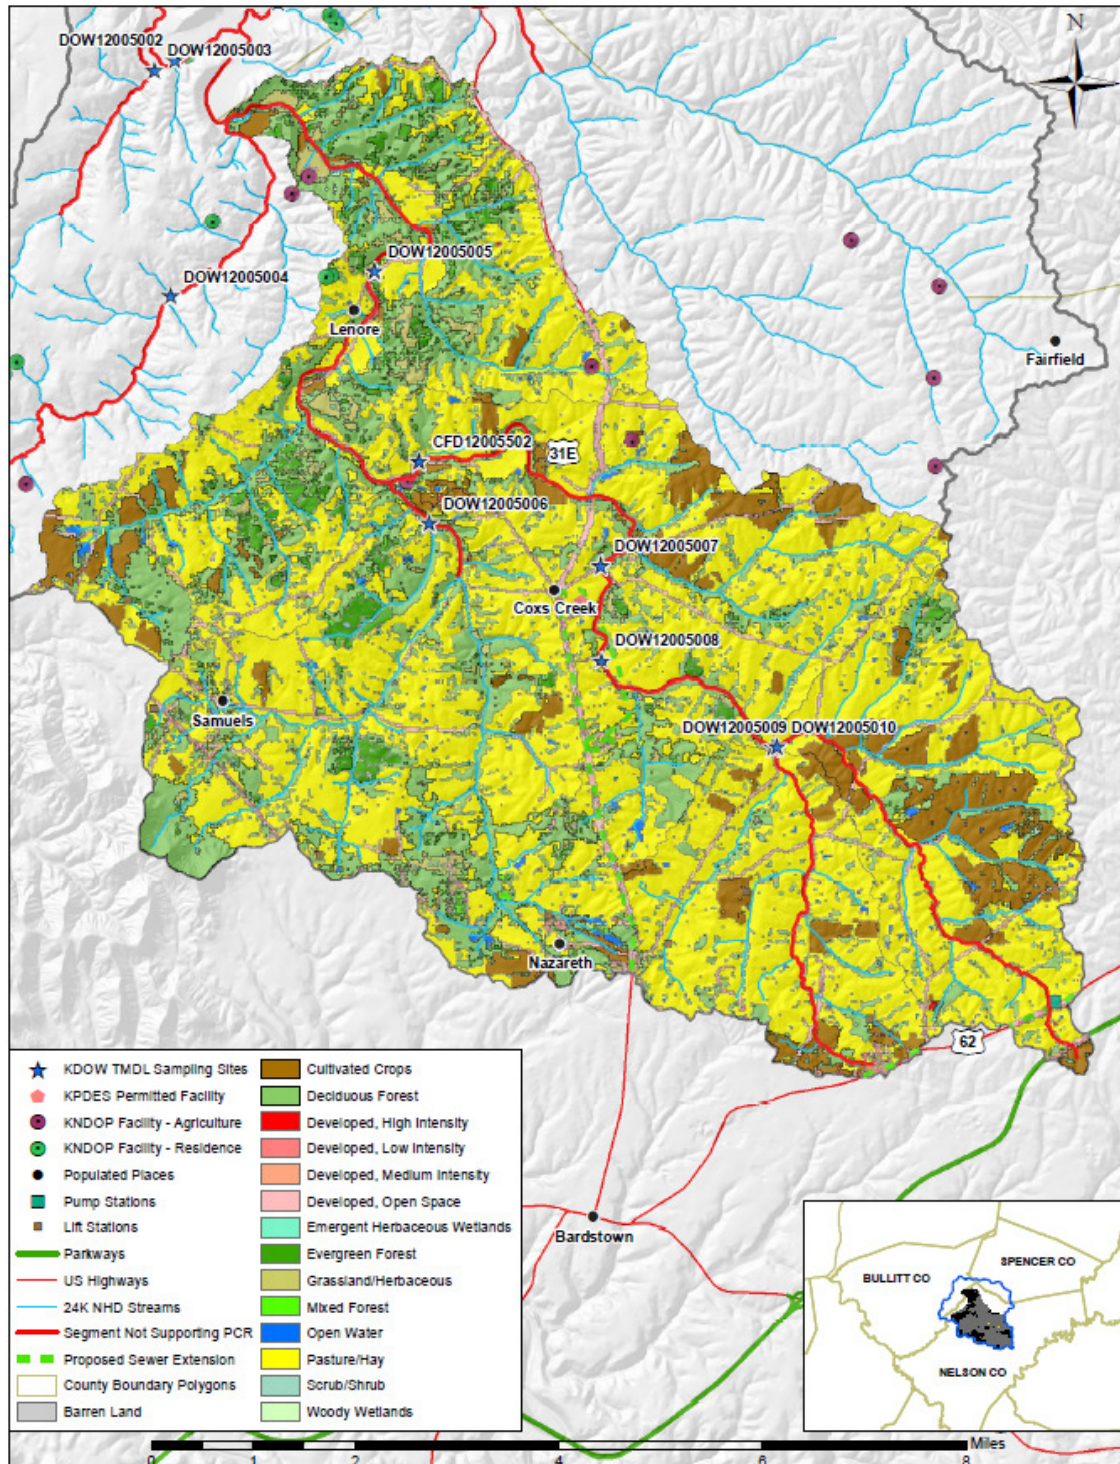 N
DOW12005002
DOW12005003
DOW12005005
DOW12005004
Lenore
Fairfield
CFD12005502
31E
DOW12005006
DOW12005007
Coxs Creek
DOW12005008
Samuels
DOW12005009 DOW12005010
Nazareth
62
Bardstown
KDOW TMDL Sampling Sites
KPDES Permitted Facility
KNDOP Facility - Agriculture
KNDOP Facility - Residence
Populated Places
Pump Stations
Lift Stations
Parkways
US Highways
24K NHD Streams
Segment Not Supporting PCR
Proposed Sewer Extension
County Boundary Polygons
Barren Land
Cultivated Crops
Deciduous Forest
Developed, High Intensity
Developed, Low Intensity
Developed, Medium Intensity
Developed, Open Space
Emergent Herbaceous Wetlands
Evergreen Forest
Grassland/Herbaceous
Mixed Forest
Open Water
Pasture/Hay
Scrub/Shrub
Woody Wetlands
BULLITT CO
SPENCER CO
NELSON CO
Miles
0 2 4 6 8